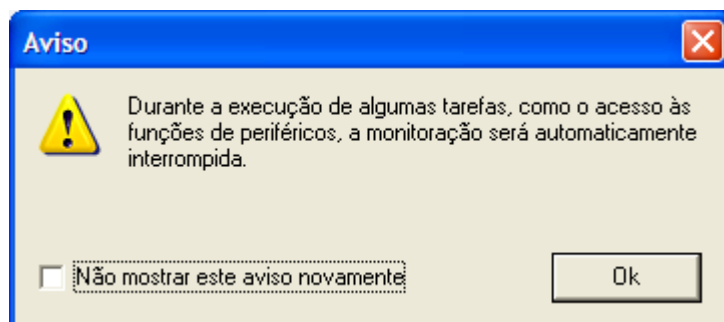 Aviso
Durante a execução de algumas tarefas, como o acesso às
funções de periféricos, a monitoração será automaticamente
interrompida.
Não mostrar este aviso novamente
Ok